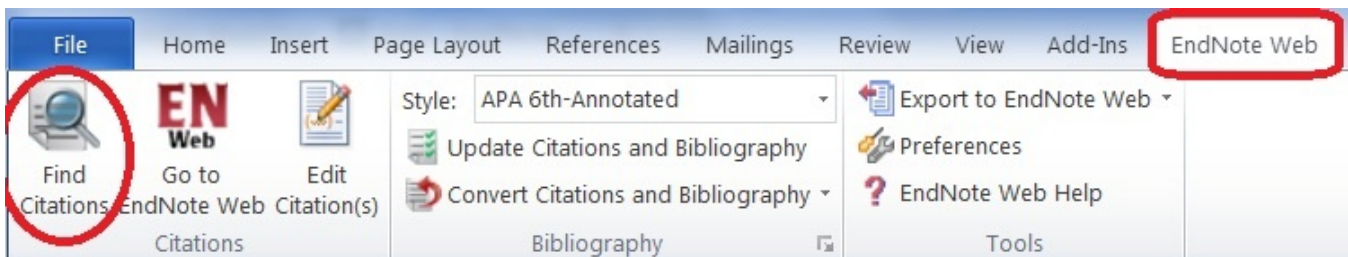 File Home Insert Page Layout References Mailings Review View Add-Ins EndNote Web
Find Citations
EN Web
Go to EndNote Web
Edit Citation(s)
Citations
Style: APA 6th-Annotated
Update Citations and Bibliography
Convert Citations and Bibliography
Bibliography
Export to EndNote Web
Preferences
? EndNote Web Help
Tools